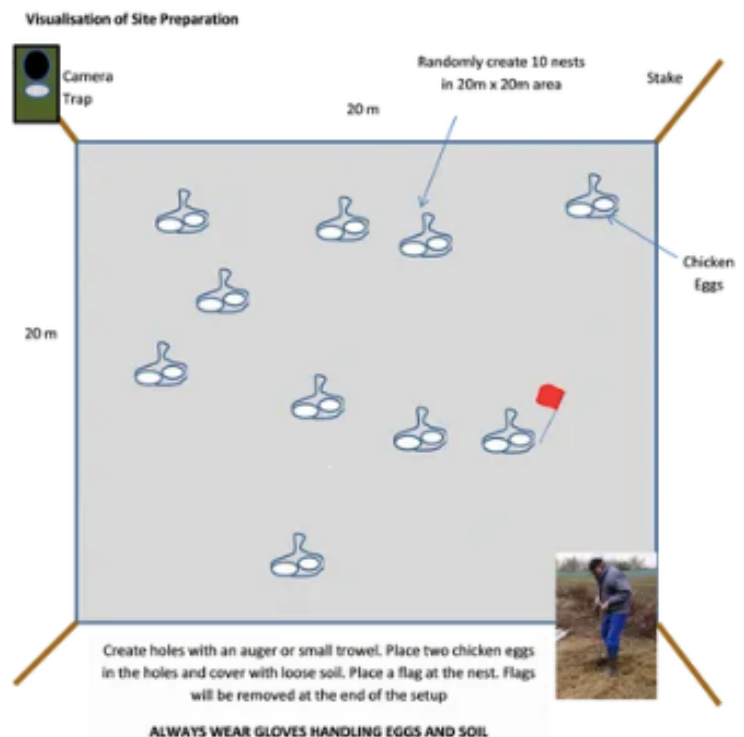 Visualisation of Site Preparation
Camera
Trap
Randomly create 10 nests
in 20m x 20m area
Stake
20 m
Chicken
Eggs
20 m
Create holes with an auger or small trowel. Place two chicken eggs
in the holes and cover with loose soil. Place a flag at the nest. Flags
will be removed at the end of the setup
ALWAYS WEAR GLOVES HANDLING EGGS AND SOIL